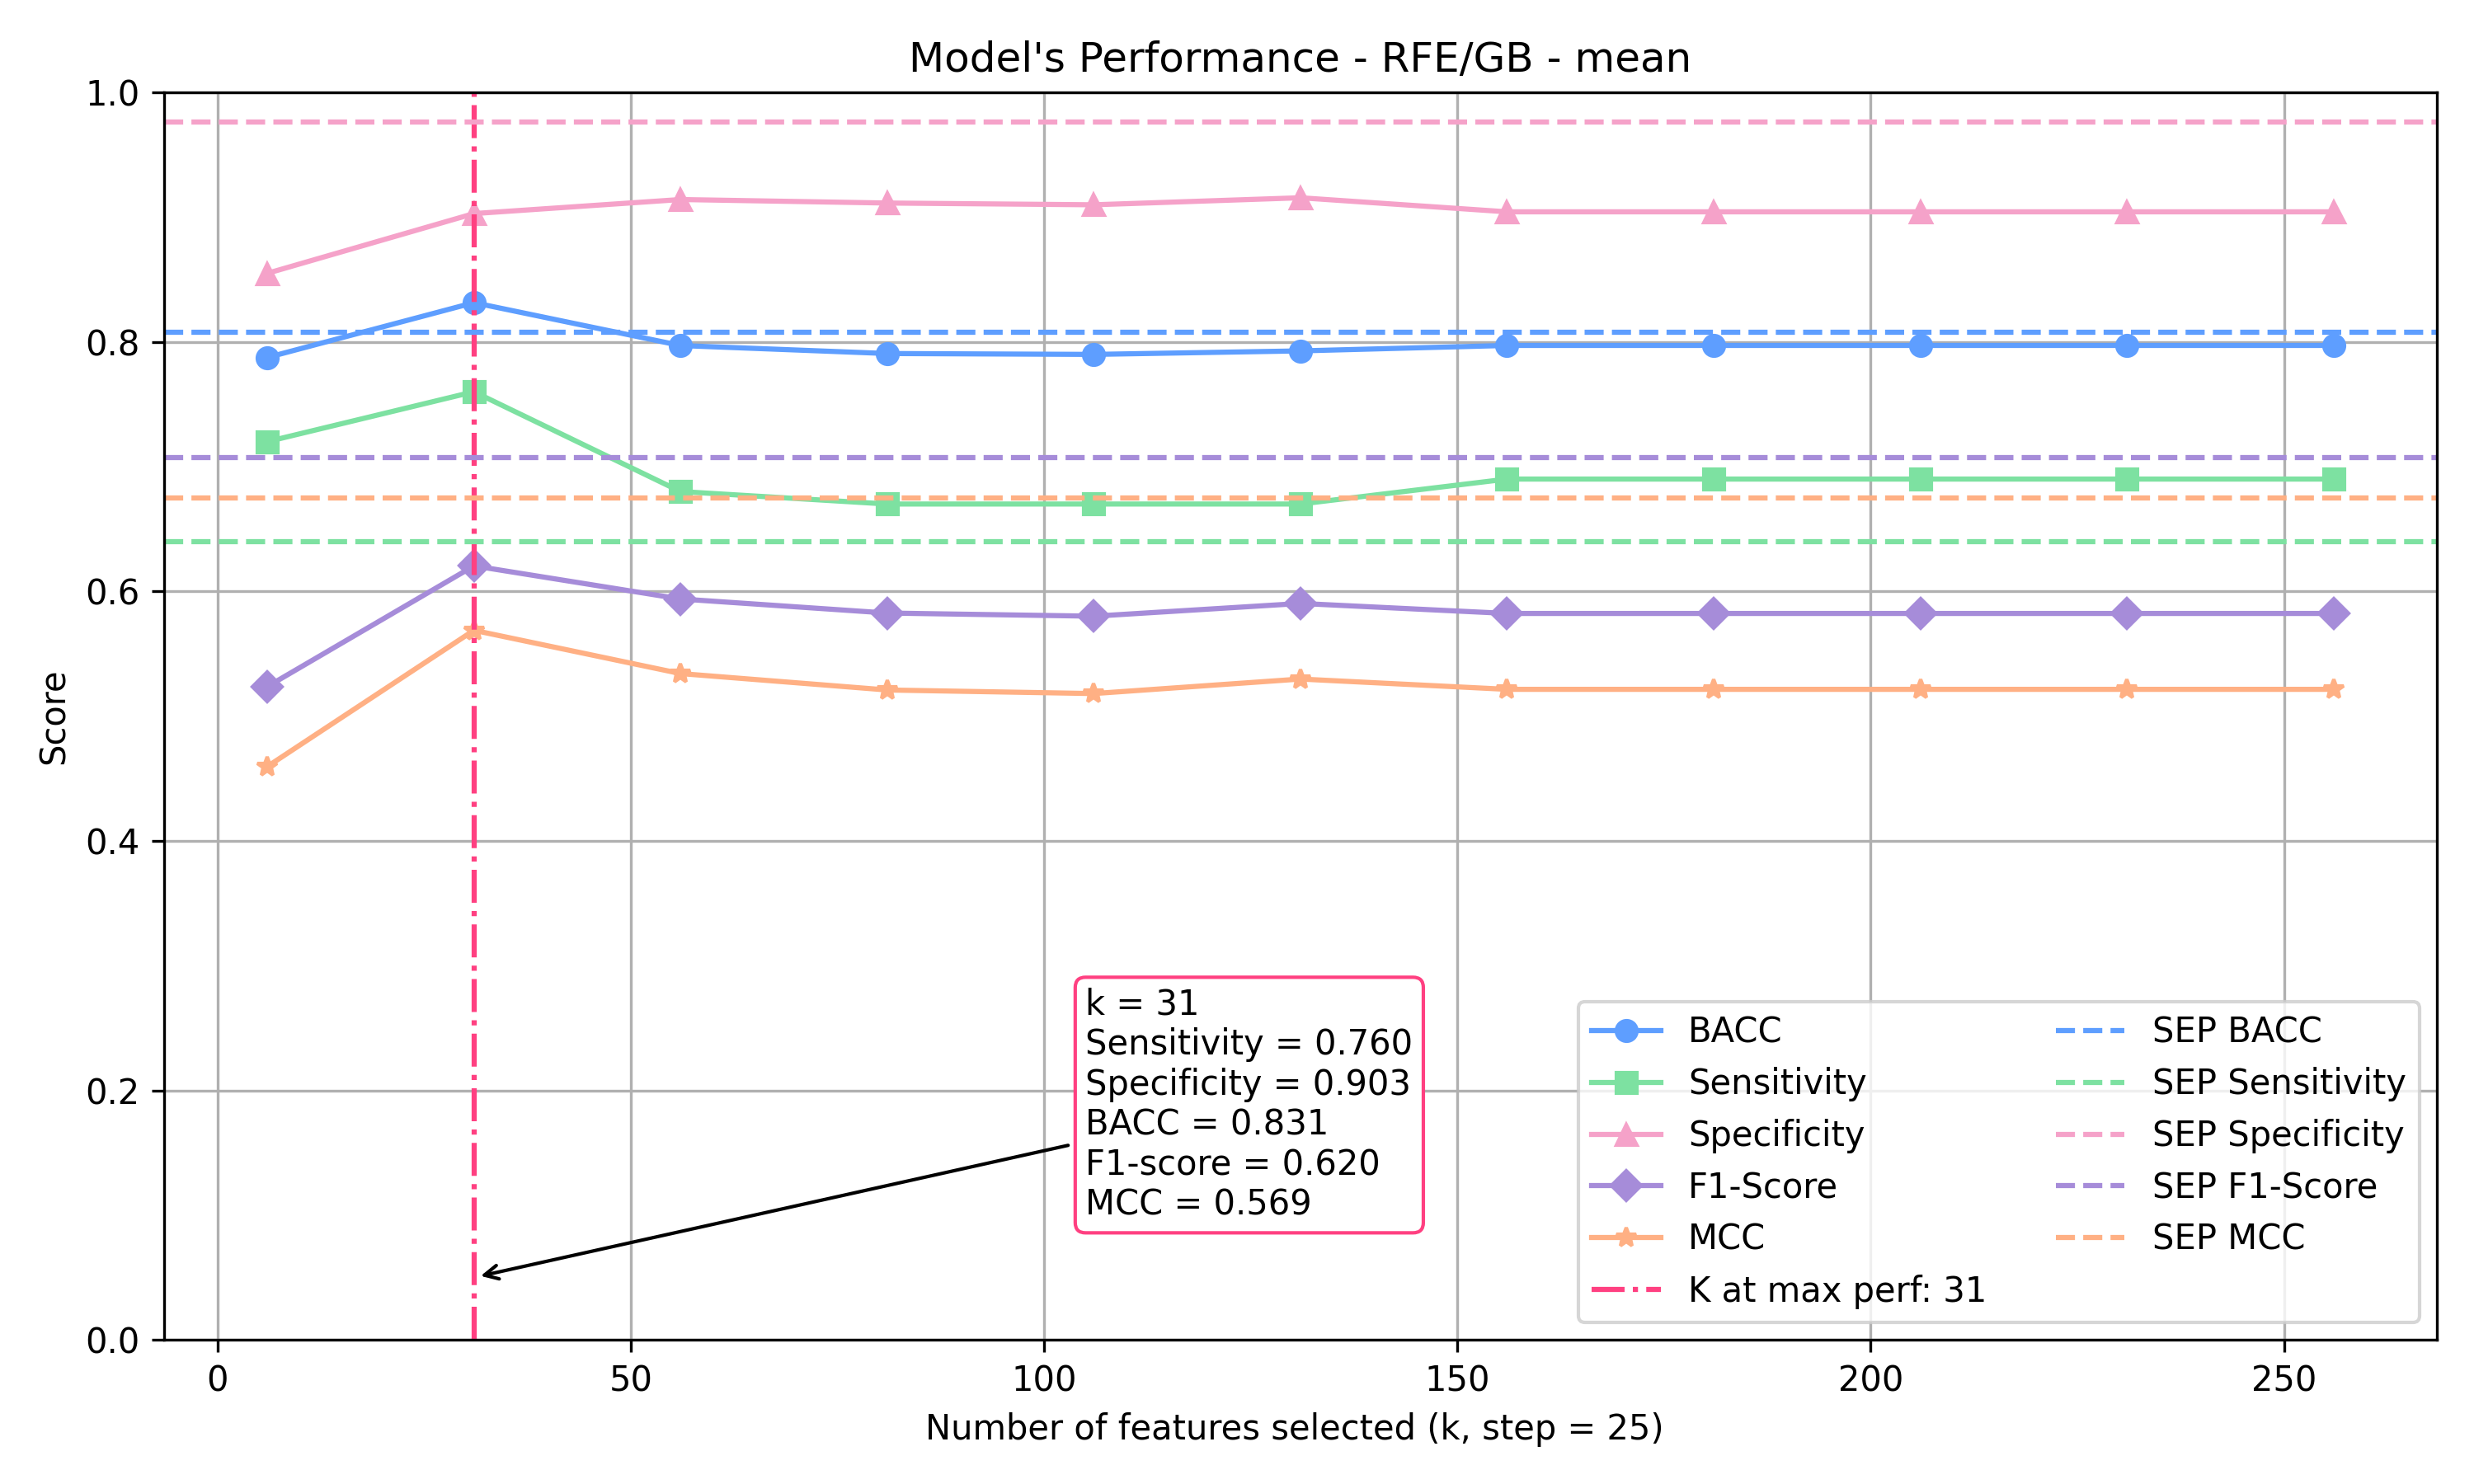 Model's Performance - RFE/GB - mean
Score
1.0
0.8
0.6
0.4
0.2
0.0
k = 31
Sensitivity = 0.760
Specificity = 0.903
BACC = 0.831
F1-score = 0.620
MCC = 0.569
BACC
Sensitivity
Specificity
F1-Score
MCC
K at max perf: 31
SEP BACC
SEP Sensitivity
SEP Specificity
SEP F1-Score
SEP MCC
0 50 100 150 200 250
Number of features selected (k, step = 25)